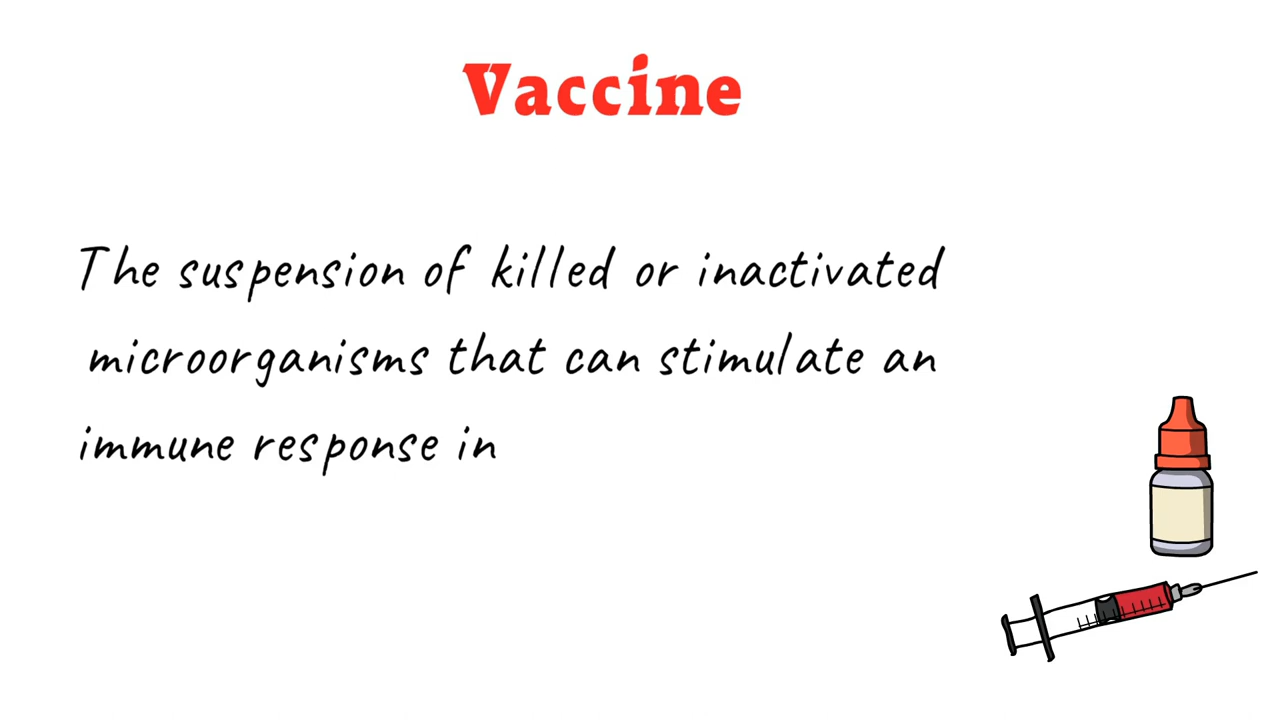 Vaccine
The suspension of killed or inactivated
microorganisms that can stimulate an
immune response in